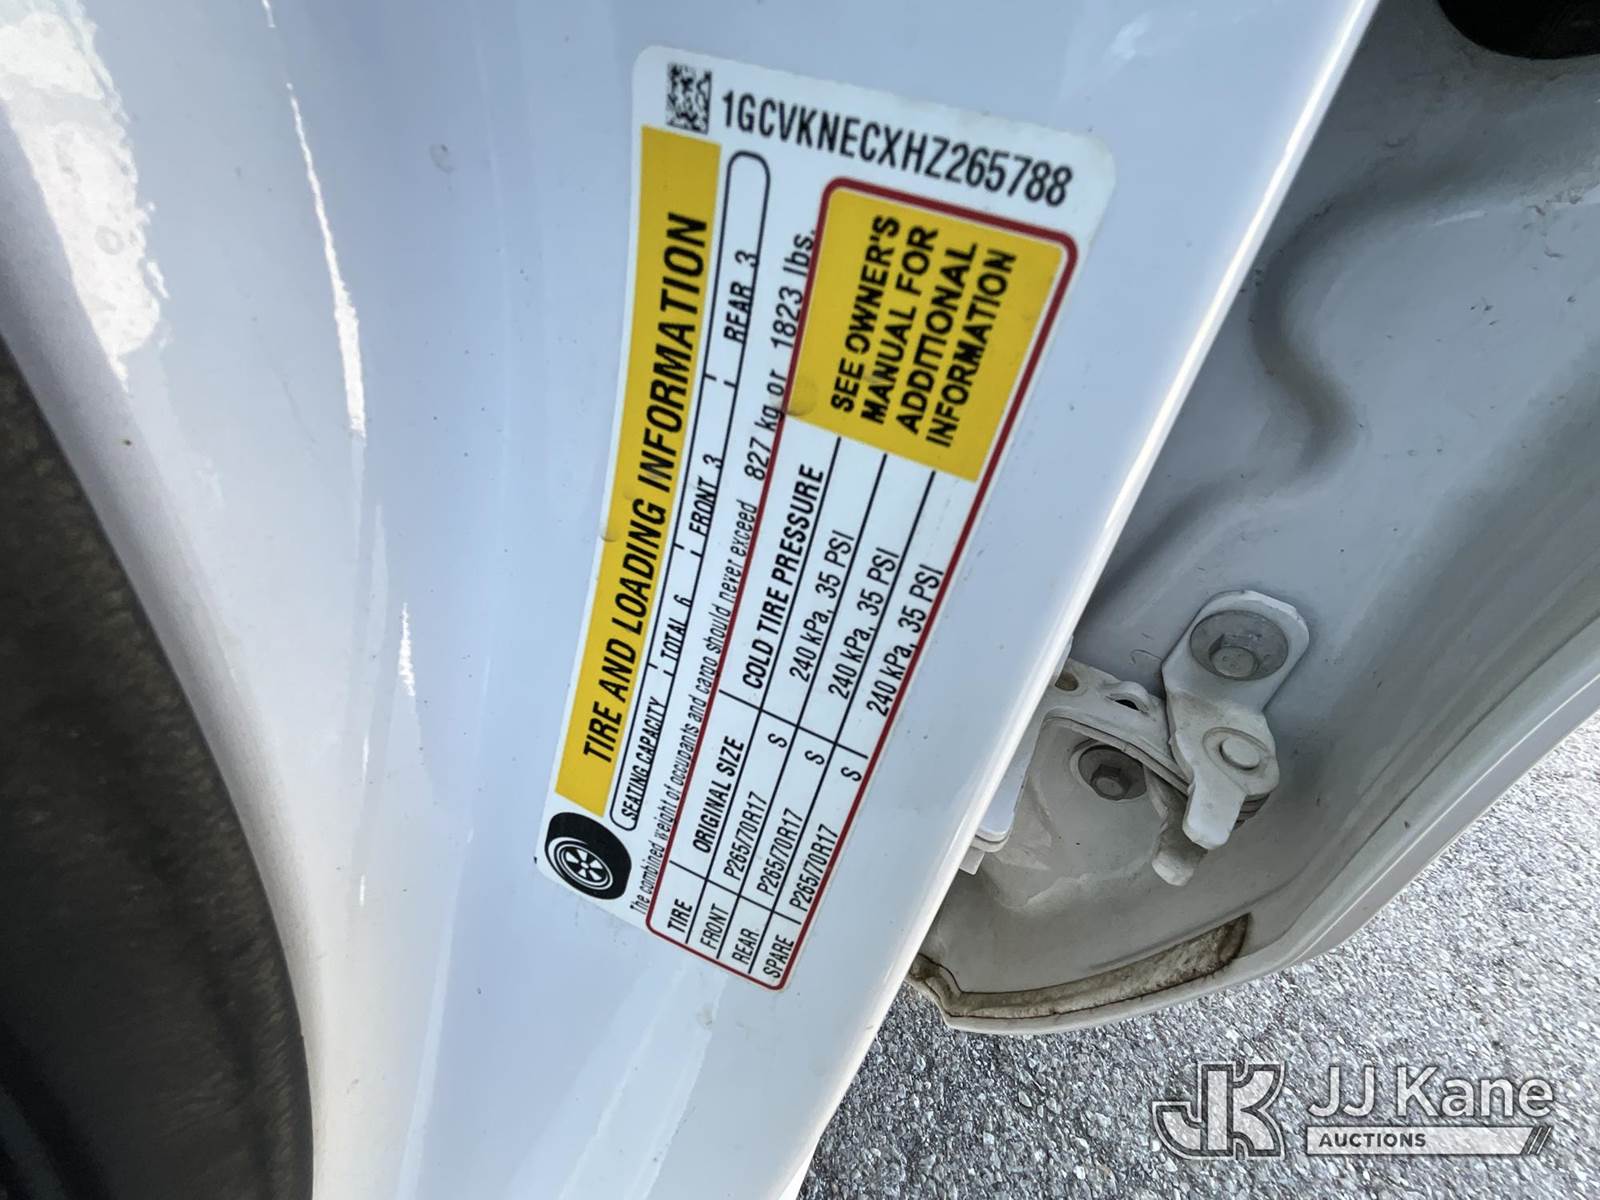 1GCVKNECXHZ265788
TIRE AND LOADING INFORMATION
SEATING CAPACITY TOTAL 6 FRONT 3 REAR 3
The combined weight of occupants and cargo should never exceed 827 kg or 1823 lbs.
TIRE ORIGINAL SIZE COLD TIRE PRESSURE
FRONT P265/70R17 S 240 kPa, 35 PSI
REAR P265/70R17 S 240 kPa, 35 PSI
SPARE P265/70R17 S 240 kPa, 35 PSI
SEE OWNER'S
MANUAL FOR
ADDITIONAL
INFORMATION
JK JJ Kane
AUCTIONS